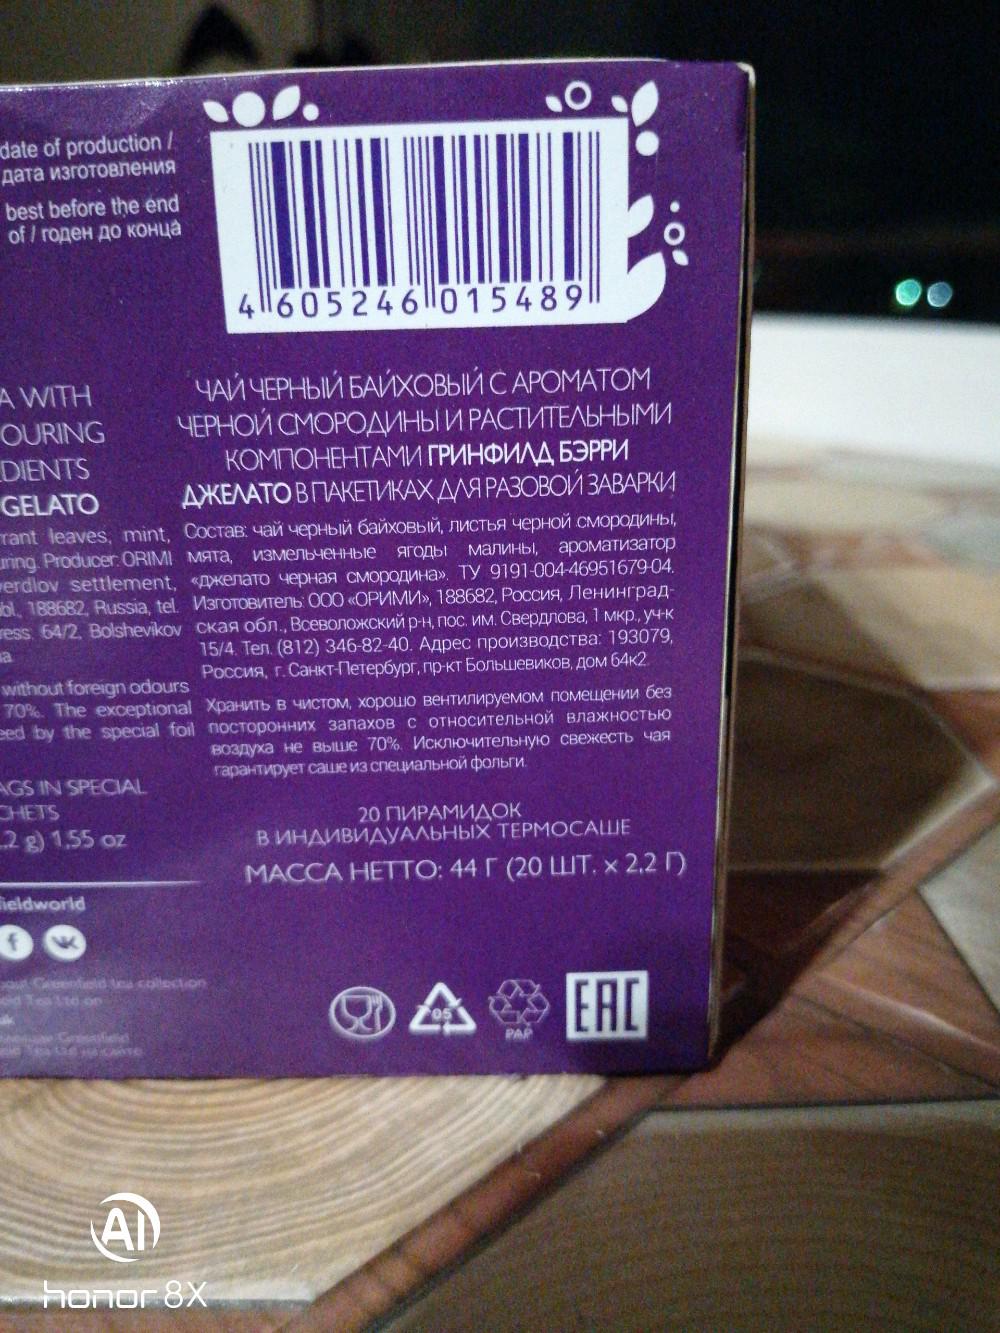 date of production /
дата изготовления
best before the end
of / годен до конца
4 605246 015489
A WITH
OURING
DIENTS
GELATO
rrant leaves, mint,
uring. Producer: ORIMI
verdlov settlement,
bl., 188682, Russia, tel.
ress: 64/2, Bolshevikov
without foreign odours
70%. The exceptional
eed by the special foil
AGS IN SPECIAL
CHETS
.2 g) 1.55 oz
fieldworld
ЧАЙ ЧЕРНЫЙ БАЙХОВЫЙ С АРОМАТОМ
ЧЕРНОЙ СМОРОДИНЫ И РАСТИТЕЛЬНЫМИ
КОМПОНЕНТАМИ ГРИНФИЛД БЭРРИ
ДЖЕЛАТО В ПАКЕТИКАХ ДЛЯ РАЗОВОЙ ЗАВАРКИ
Состав: чай черный байховый, листья черной смородины,
мята, измельченные ягоды малины, ароматизатор
«джелато черная смородина». ТУ 9191-004-46951679-04.
Изготовитель: ООО «ОРИМИ», 188682, Россия, Ленинград-
ская обл., Всеволожский р-н, пос. им. Свердлова, 1 мкр., уч-к
15/4. Тел. (812) 346-82-40. Адрес производства: 193079,
Россия, г. Санкт-Петербург, пр-кт Большевиков, дом 64к2.
Хранить в чистом, хорошо вентилируемом помещении без
посторонних запахов с относительной влажностью
воздуха не выше 70%. Исключительную свежесть чая
гарантирует саше из специальной фольги.
20 ПИРАМИДОК
В ИНДИВИДУАЛЬНЫХ ТЕРМОСАШЕ
МАССА НЕТТО: 44 Г (20 ШТ. х 2,2 Г)
05
PAP
EAC
AI
honor 8X